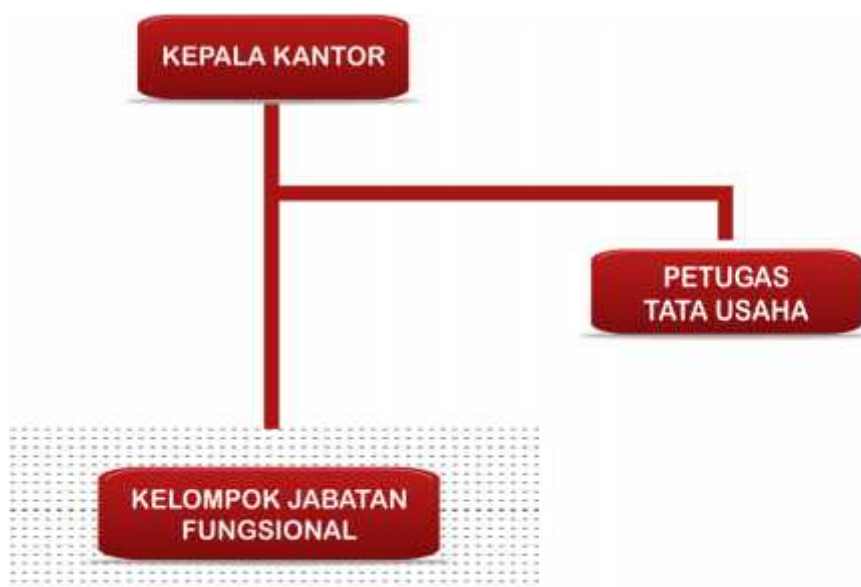 KEPALA KANTOR
PETUGAS
TATA USAHA
KELOMPOK JABATAN
FUNGSIONAL